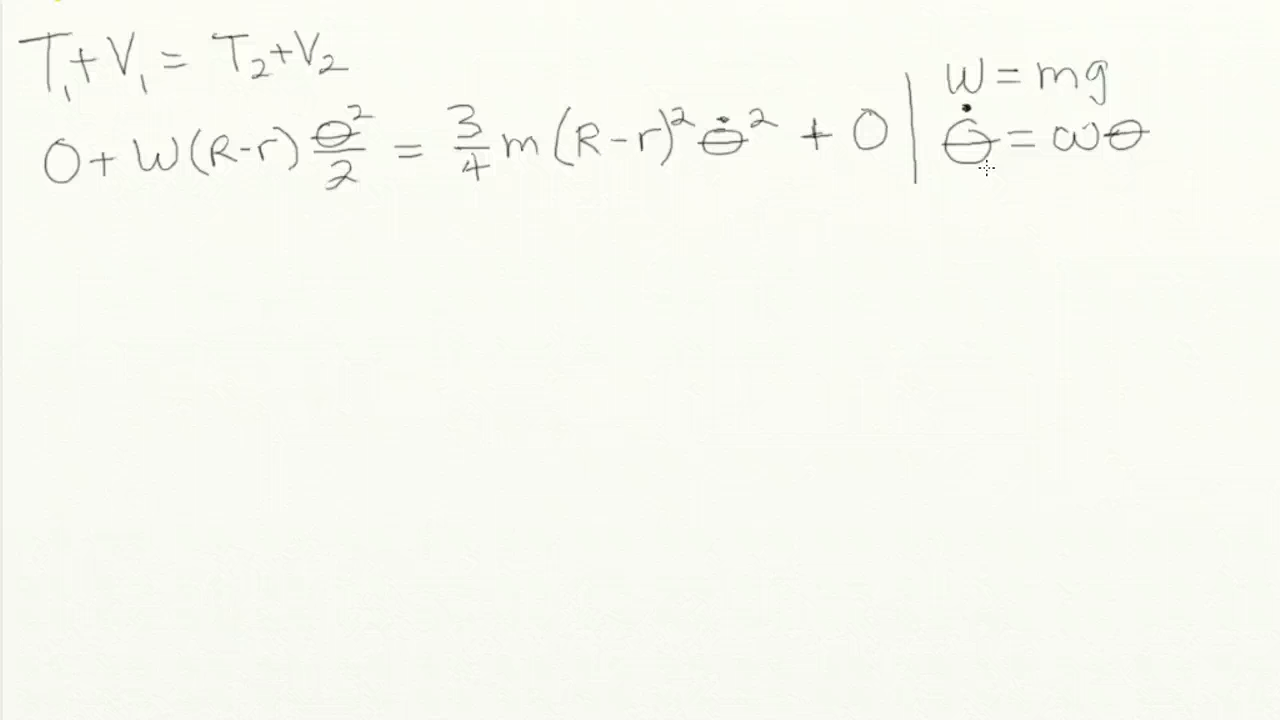 T₁+V₁ = T₂+V₂
0+W(R-r) θ²/2 = 3/4 m(R-r)² θ̇² + 0
W = mg
θ̇ = ωθ